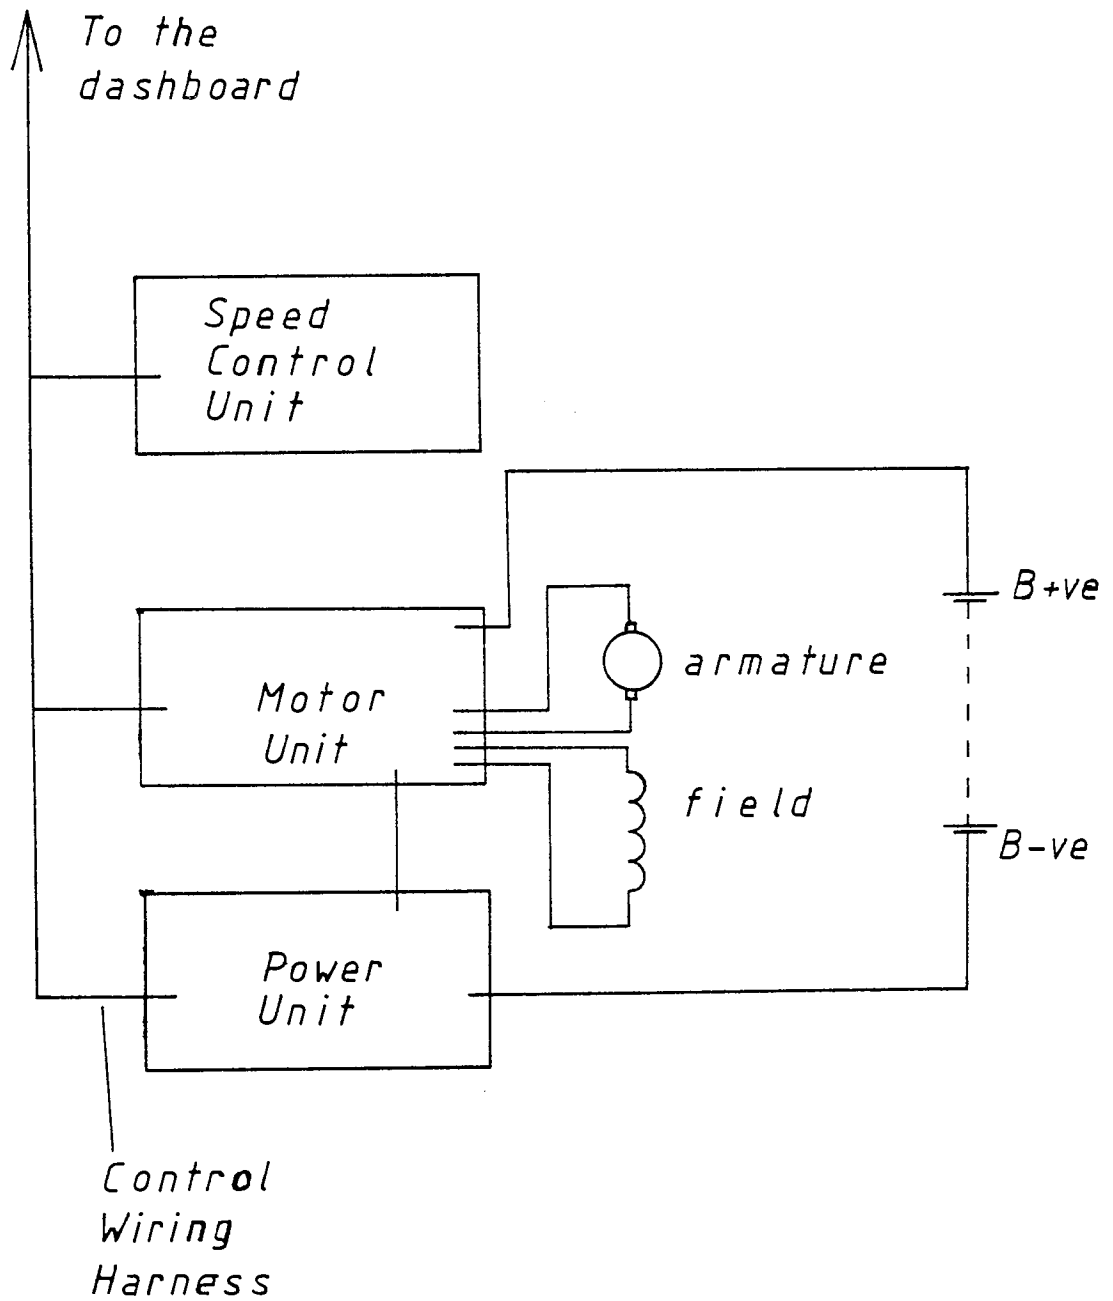 To the
dashboard
Speed
Control
Unit
B+ve
armature
Motor
Unit
field
B-ve
Power
Unit
Control
Wiring
Harness